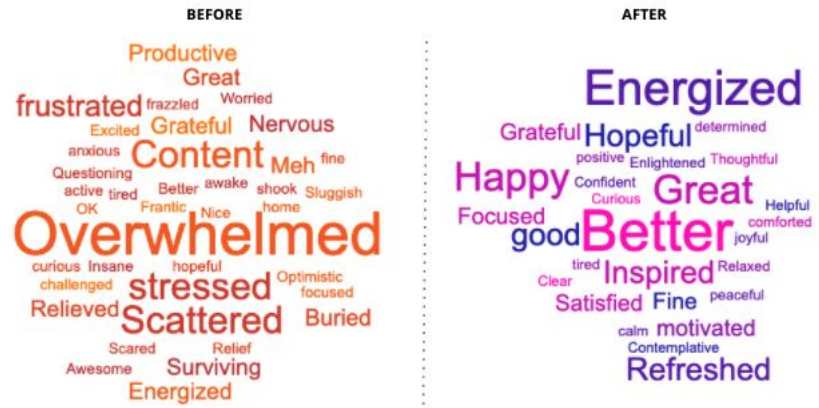 BEFORE
Productive
Great
frustrated frazzled Worried
Excited Grateful Nervous
anxious Content Meh fine
Questioning
active tired Better awake shook Sluggish
OK Frantic Nice home
Overwhelmed
curious Insane hopeful Optimistic
challenged stressed focused
Relieved Scattered Buried
Scared Relief
Awesome Surviving
Energized
AFTER
Energized
Grateful Hopeful determined
positive Enlightened Thoughtful
Happy Confident Great
Curious Helpful
Focused good Better comforted
joyful
tired Inspired Relaxed
Clear
Satisfied Fine peaceful
calm motivated
Contemplative
Refreshed